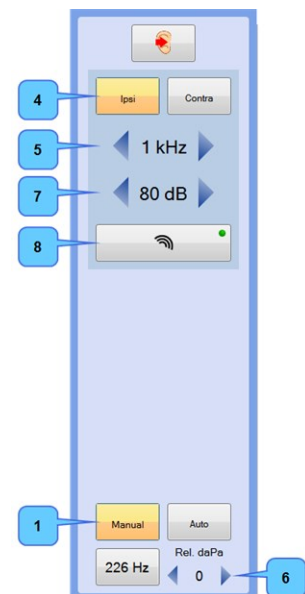 4 Ipsi Contra
5 1 kHz
7 80 dB
8
1 Manual Auto
Rel. daPa
226 Hz 0 6